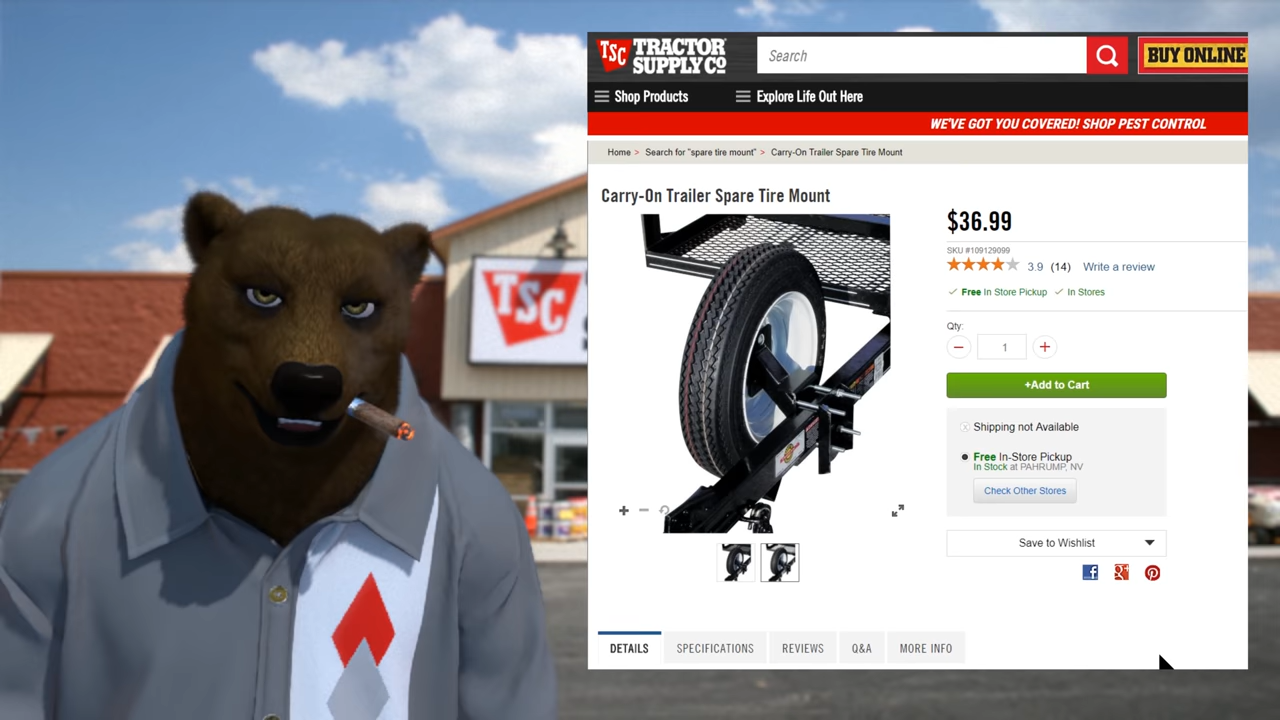 TSC TRACTOR SUPPLY CO
Search
BUY ONLINE
Shop Products
Explore Life Out Here
WE'VE GOT YOU COVERED! SHOP PEST CONTROL
Home > Search for "spare tire mount" > Carry-On Trailer Spare Tire Mount
Carry-On Trailer Spare Tire Mount
$36.99
SKU #109129099
3.9 (14) Write a review
Free In Store Pickup In Stores
Qty:
1
+Add to Cart
Shipping not Available
Free In-Store Pickup
In Stock at PAHRUMP, NV
Check Other Stores
Save to Wishlist
DETAILS
SPECIFICATIONS
REVIEWS
Q&A
MORE INFO
TSC